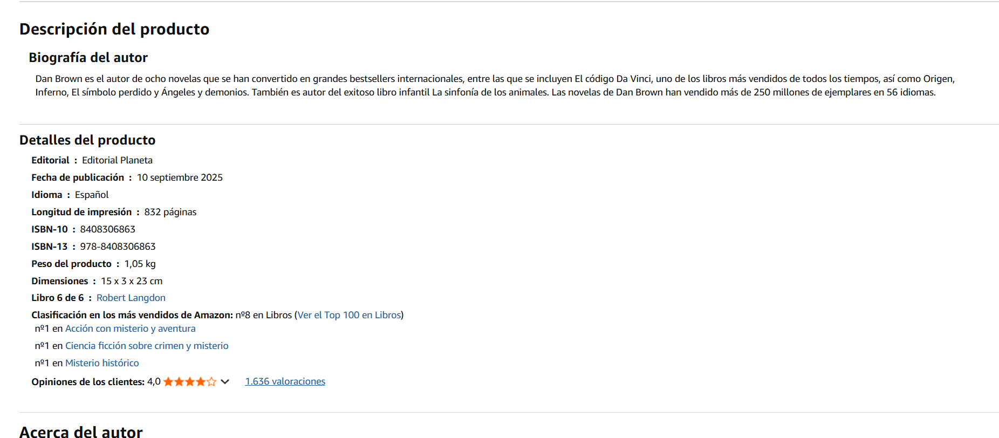 Descripción del producto
Biografía del autor
Dan Brown es el autor de ocho novelas que se han convertido en grandes bestsellers internacionales, entre las que se incluyen El código Da Vinci, uno de los libros más vendidos de todos los tiempos, así como Origen,
Inferno, El símbolo perdido y Ángeles y demonios. También es autor del exitoso libro infantil La sinfonía de los animales. Las novelas de Dan Brown han vendido más de 250 millones de ejemplares en 56 idiomas.
Detalles del producto
Editorial : Editorial Planeta
Fecha de publicación : 10 septiembre 2025
Idioma : Español
Longitud de impresión : 832 páginas
ISBN-10 : 8408306863
ISBN-13 : 978-8408306863
Peso del producto : 1,05 kg
Dimensiones : 15 x 3 x 23 cm
Libro 6 de 6 : Robert Langdon
Clasificación en los más vendidos de Amazon: nº8 en Libros (Ver el Top 100 en Libros)
nº1 en Acción con misterio y aventura
nº1 en Ciencia ficción sobre crimen y misterio
nº1 en Misterio histórico
Opiniones de los clientes: 4,0 1.636 valoraciones
Acerca del autor